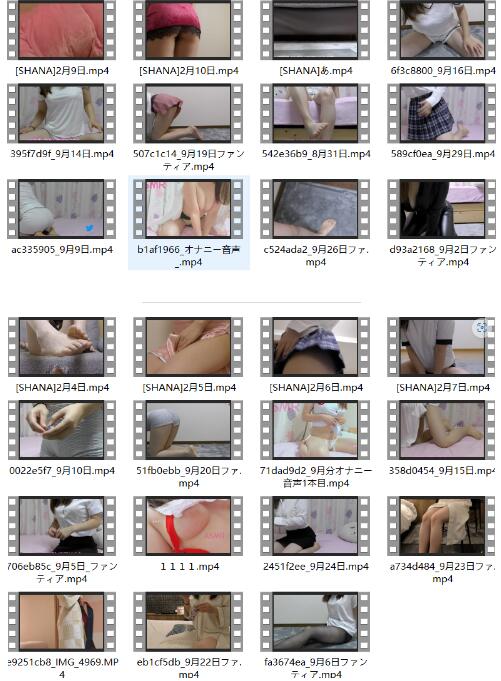 [SHANA]2月9日.mp4
[SHANA]2月10日.mp4
[SHANA]あ.mp4
6f3c8800_9月16日.mp4
395f7d9f_9月14日.mp4
507c1c14_9月19日ファン
ティア.mp4
542e36b9_8月31日.mp4
589cf0ea_9月29日.mp4
ac335905_9月9日.mp4
b1af1966_オナニー音声
_.mp4
c524ada2_9月26日ファ.
mp4
d93a2168_9月2日ファン
ティア.mp4
[SHANA]2月4日.mp4
[SHANA]2月5日.mp4
[SHANA]2月6日.mp4
[SHANA]2月7日.mp4
0022e5f7_9月10日.mp4
51fb0ebb_9月20日ファ.
mp4
ASMR
71dad9d2_9月分オナニー
音声1本目.mp4
358d0454_9月15日.mp4
706eb85c_9月5日_ファン
ティア.mp4
ASMR
１１１１.mp4
2451f2ee_9月24日.mp4
a734d484_9月23日ファ.
mp4
e9251cb8_IMG_4969.MP
4
eb1cf5db_9月22日ファ.
mp4
fa3674ea_9月6日ファン
ティア.mp4